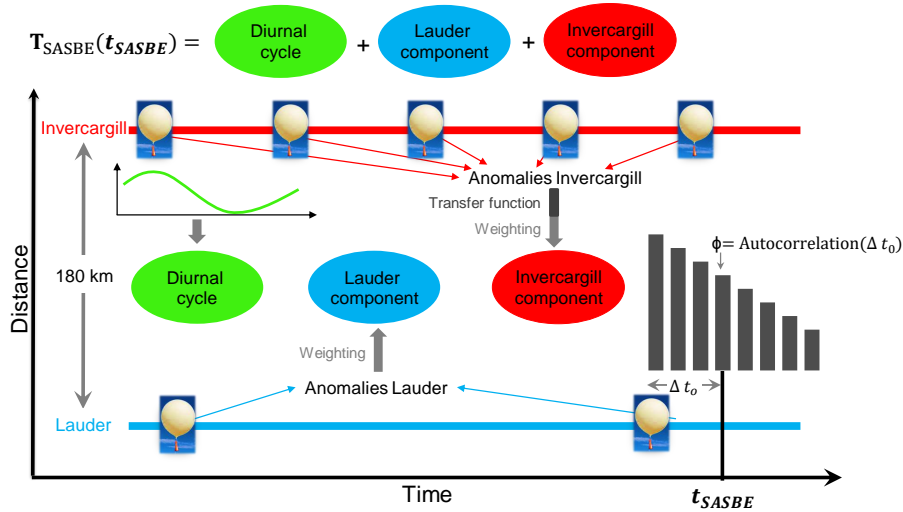 T_SASBE(t_SASBE) =
Diurnal
cycle
+
Lauder
component
+
Invercargill
component
Invercargill
Anomalies Invercargill
Transfer function
Weighting
ϕ= Autocorrelation(Δ t₀)
Diurnal
cycle
Lauder
component
Invercargill
component
180 km
Distance
Weighting
Anomalies Lauder
Δ t_o
Lauder
Time
t_SASBE